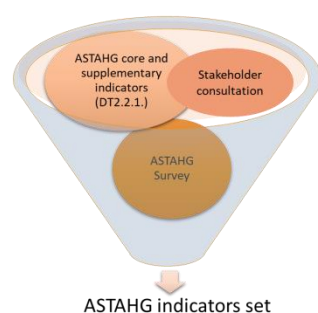 ASTAHG core and
supplementary
indicators
(DT2.2.1.)
Stakeholder
consultation
ASTAHG
Survey
ASTAHG indicators set